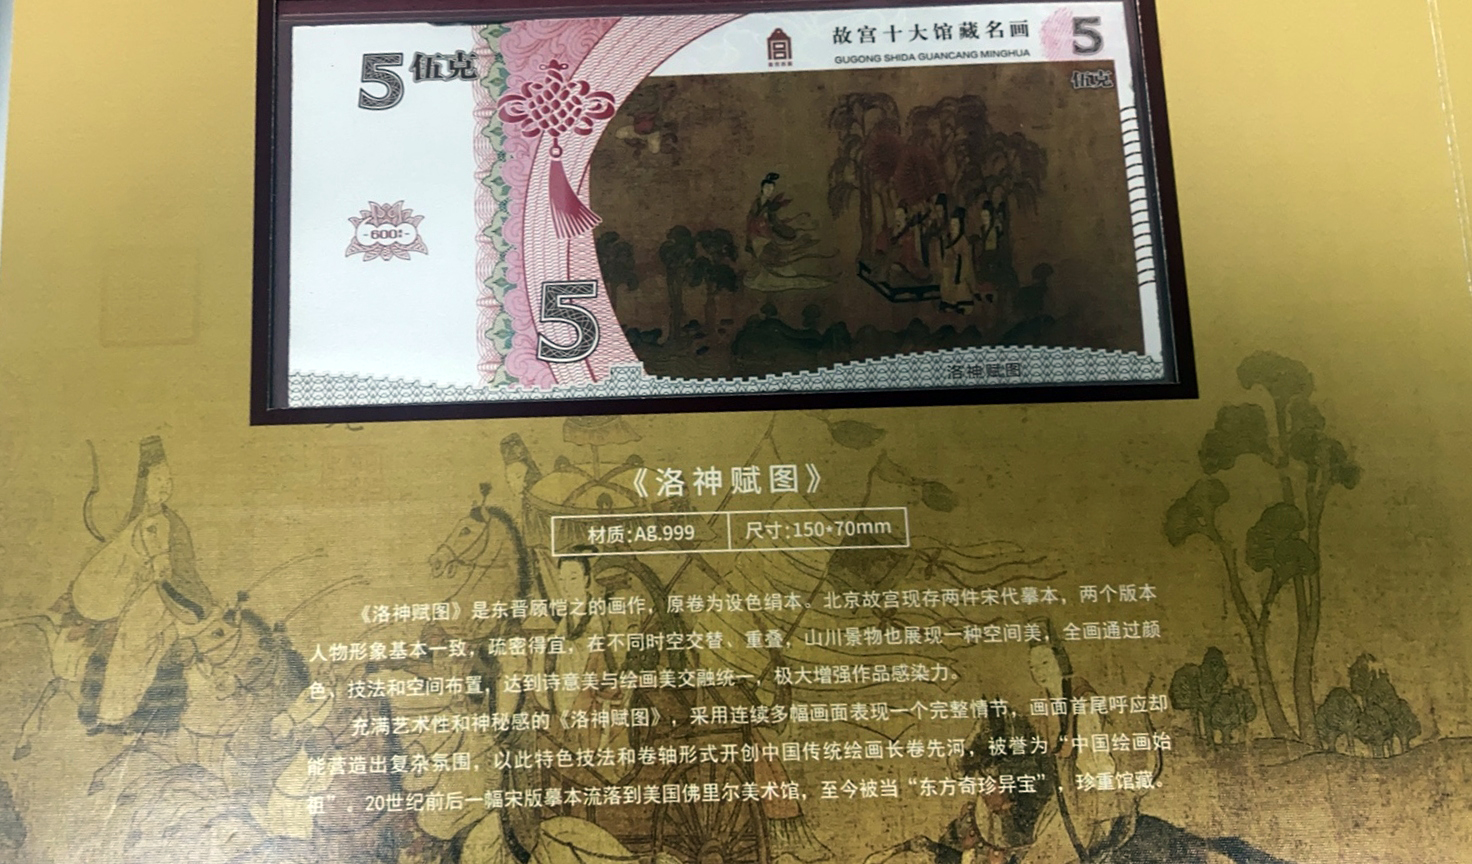 5伍克
故宫十大馆藏名画
GUGONG SHIDA GUANCANG MINGHUA
5
伍克
-600年-
5
洛神赋图
《洛神赋图》
材质:Ag.999
尺寸:150*70mm
《洛神赋图》是东晋顾恺之的画作，原卷为设色绢本。北京故宫现存两件宋代摹本，两个版本
人物形象基本一致，疏密得宜，在不同时空交替、重叠，山川景物也展现一种空间美，全画通过颜
色，技法和空间布置，达到诗意美与绘画美交融统一，极大增强作品感染力。
充满艺术性和神秘感的《洛神赋图》，采用连续多幅画面表现一个完整情节，画面首尾呼应却
能营造出复杂氛围，以此特色技法和卷轴形式开创中国传统绘画长卷先河，被誉为“中国绘画始
祖”。20世纪前后一幅宋版摹本流落到美国佛里尔美术馆，至今被当“东方奇珍异宝”，珍重馆藏。